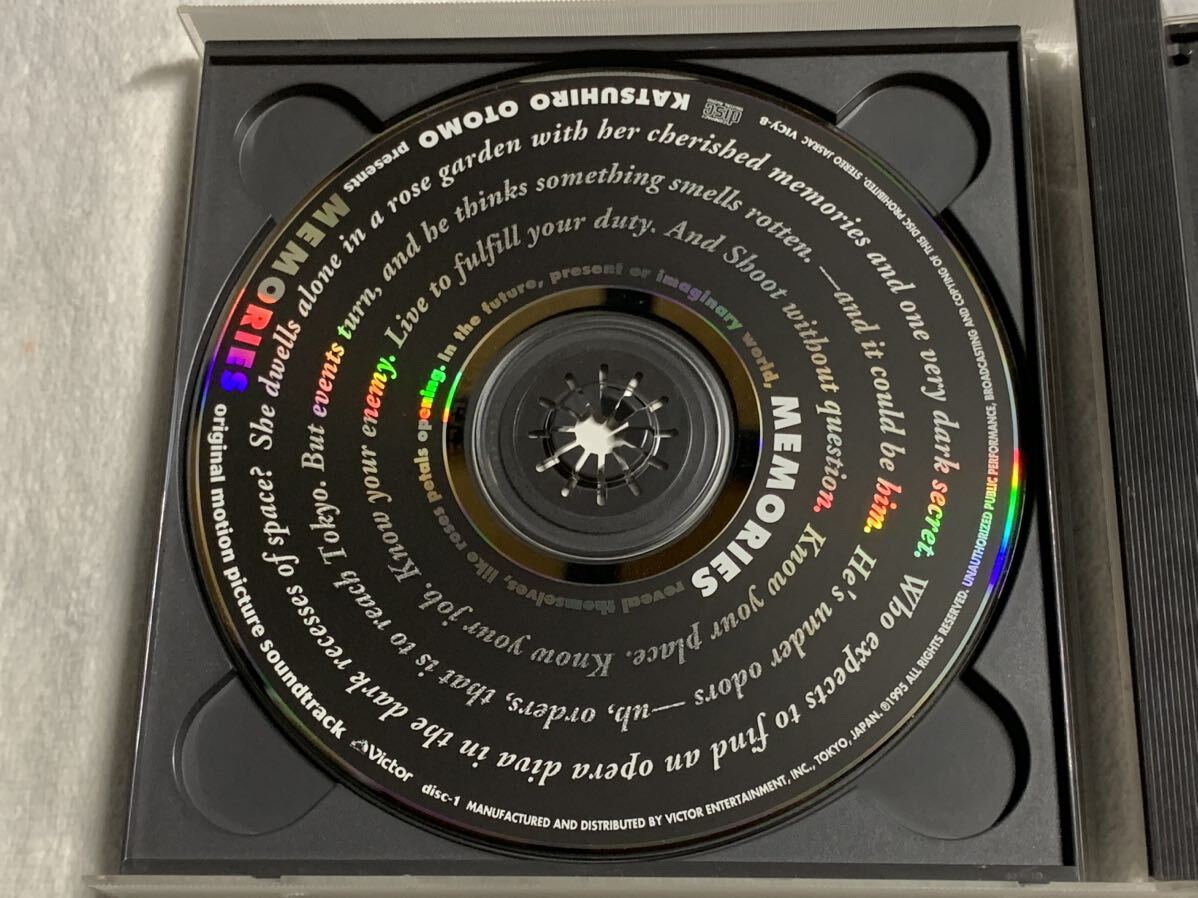 KATSUHIRO OTOMO presents MEMORIES original motion picture soundtrack
Victor disc-1 MANUFACTURED AND DISTRIBUTED BY VICTOR ENTERTAINMENT, INC., TOKYO, JAPAN. ℗1995 ALL RIGHTS RESERVED. UNAUTHORIZED PUBLIC PERFORMANCE, BROADCASTING AND COPYING OF THIS DISC PROHIBITED. STEREO JASRAC VICY-8
COMPACT disc DIGITAL AUDIO
Who expects to find an opera diva in the dark recesses of space? She dwells alone in a rose garden with her cherished memories and one very dark secret.
He's under odors—uh, orders, that is to reach Tokyo. But events turn, and he thinks something smells rotten.—and it could be him.
Know your place. Know your job. Know your enemy. Live to fulfill your duty. And Shoot without question.
In the future, present or imaginary world, MEMORIES reveal themselves, like roses petals opening.